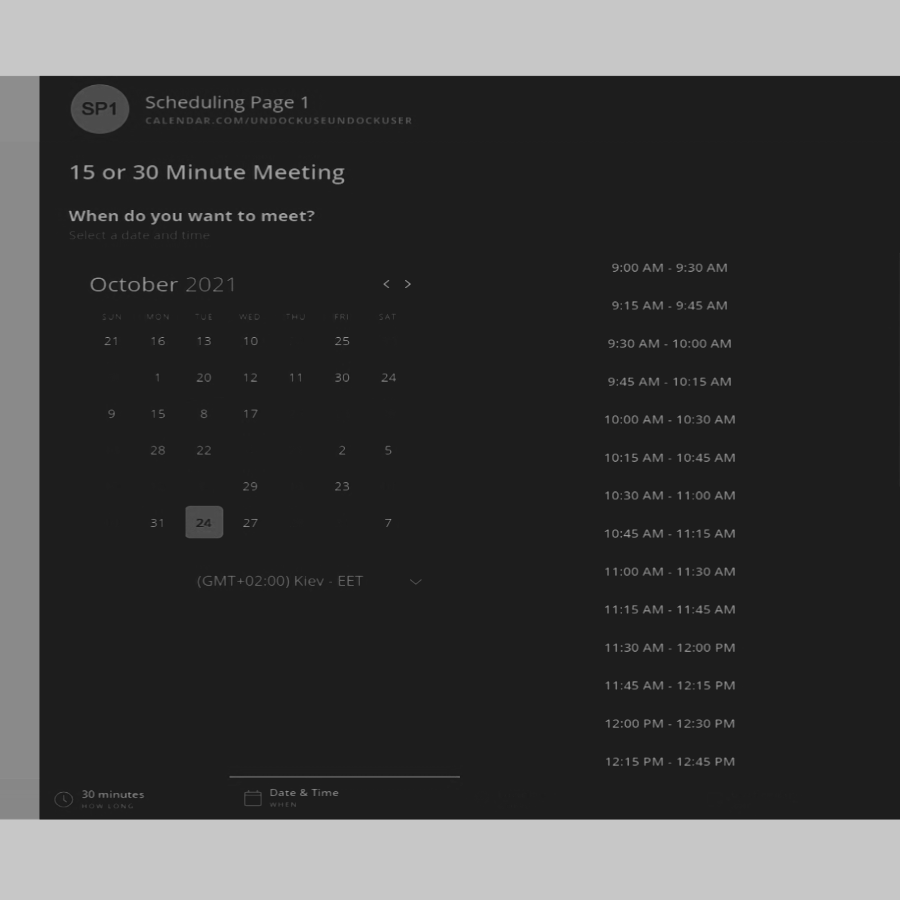 SP1
Scheduling Page 1
CALENDAR.COM/UNDOCKUSEUNDOCKUSER
15 or 30 Minute Meeting
When do you want to meet?
Select a date and time
October 2021 < >
SUN MON TUE WED THU FRI SAT
21 16 13 10 25
1 20 12 11 30 24
9 15 8 17
28 22 2 5
29 23
31 24 27 7
(GMT+02:00) Kiev - EET
9:00 AM - 9:30 AM
9:15 AM - 9:45 AM
9:30 AM - 10:00 AM
9:45 AM - 10:15 AM
10:00 AM - 10:30 AM
10:15 AM - 10:45 AM
10:30 AM - 11:00 AM
10:45 AM - 11:15 AM
11:00 AM - 11:30 AM
11:15 AM - 11:45 AM
11:30 AM - 12:00 PM
11:45 AM - 12:15 PM
12:00 PM - 12:30 PM
12:15 PM - 12:45 PM
30 minutes
HOW LONG
Date & Time
WHEN